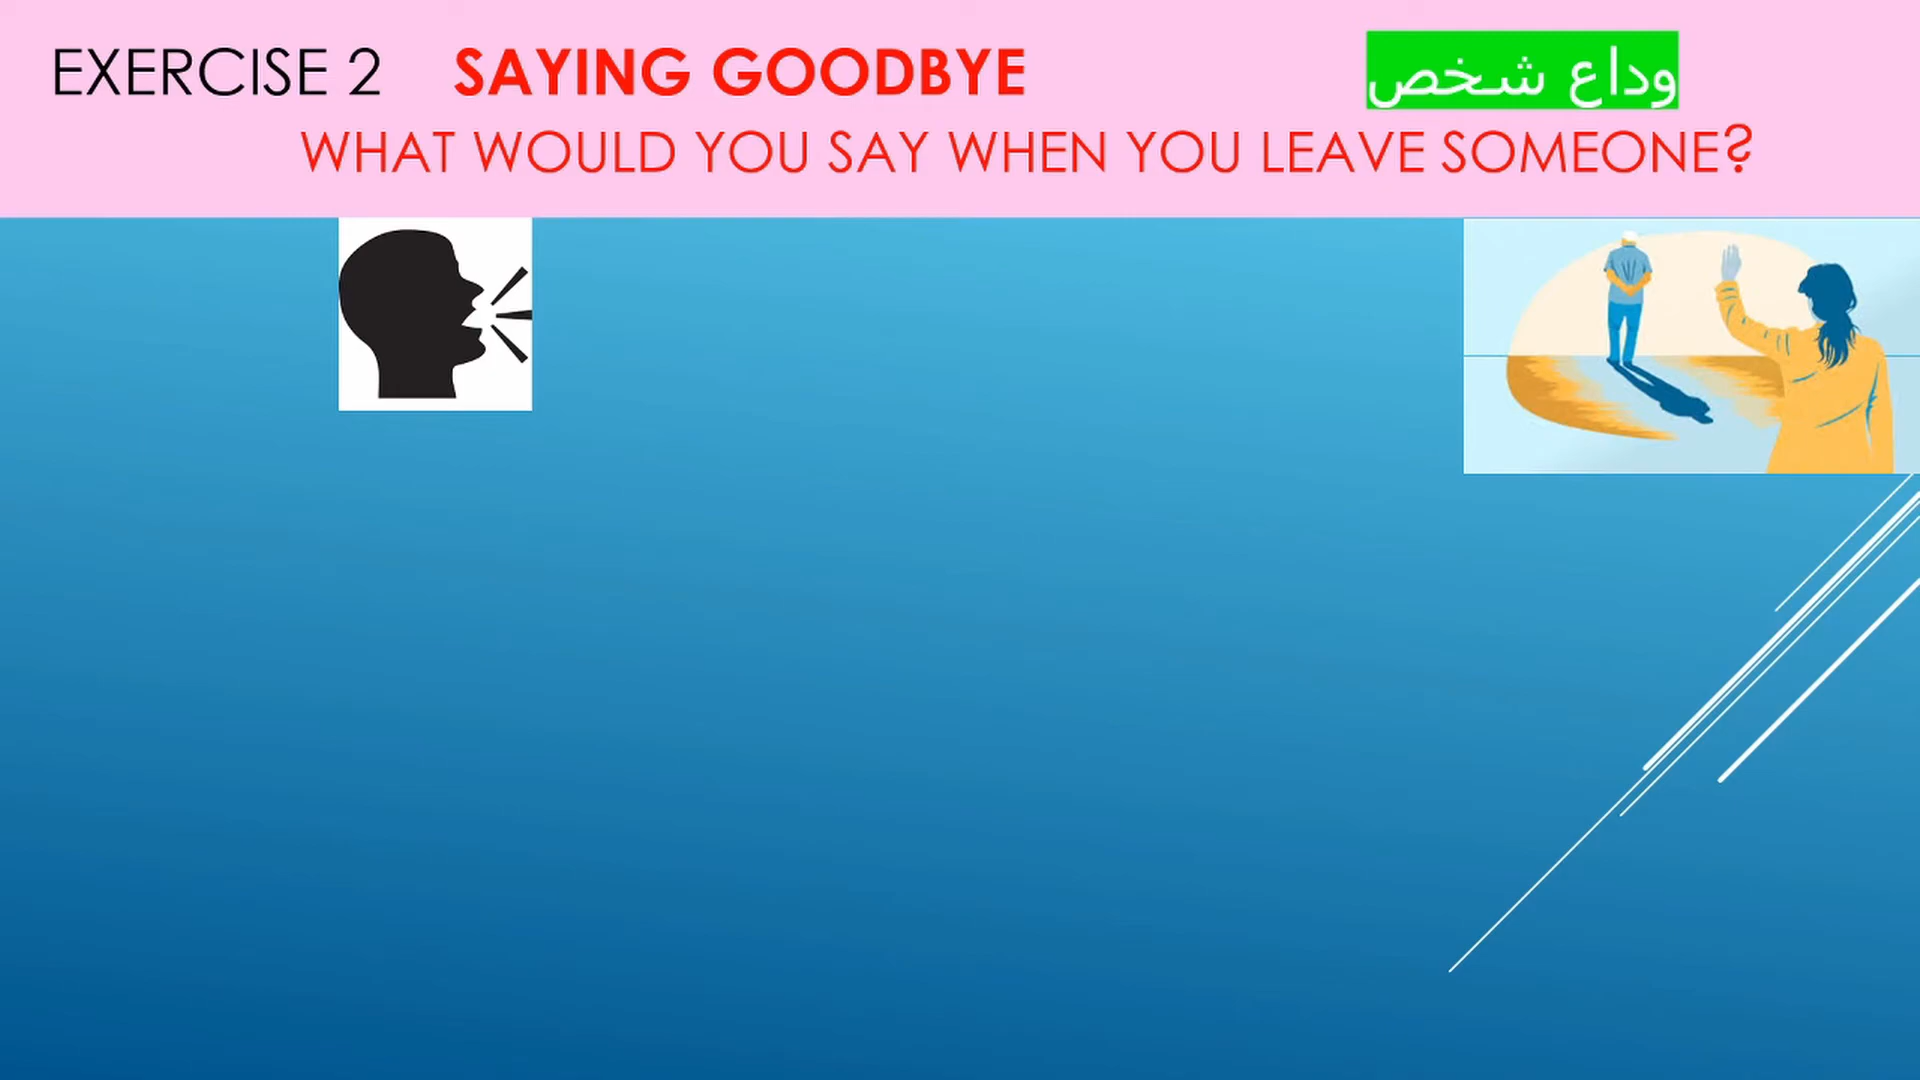 EXERCISE 2 SAYING GOODBYE وداع شخص
WHAT WOULD YOU SAY WHEN YOU LEAVE SOMEONE?